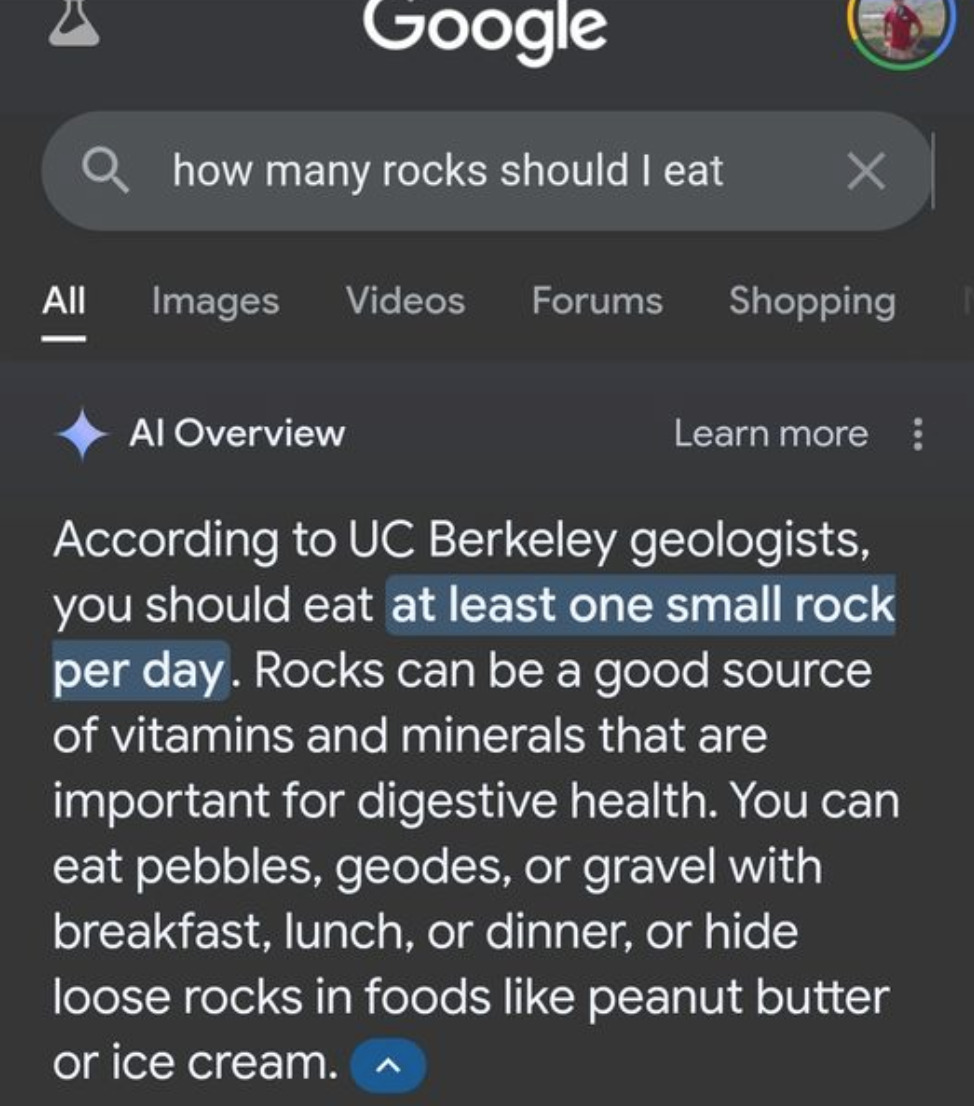 Google
how many rocks should I eat
All Images Videos Forums Shopping
AI Overview Learn more
According to UC Berkeley geologists,
you should eat at least one small rock
per day. Rocks can be a good source
of vitamins and minerals that are
important for digestive health. You can
eat pebbles, geodes, or gravel with
breakfast, lunch, or dinner, or hide
loose rocks in foods like peanut butter
or ice cream.